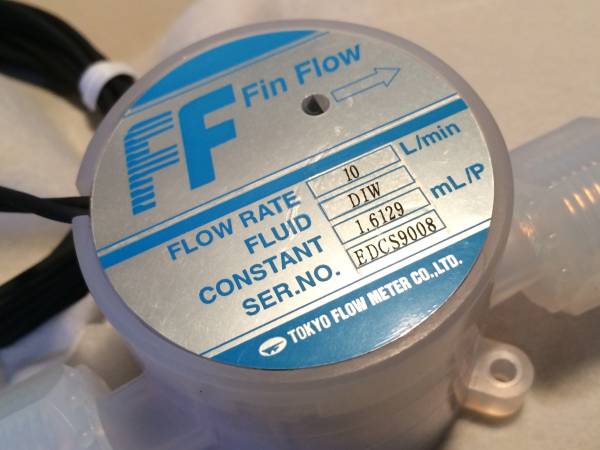 FF Fin Flow
FLOW RATE 10 L/min
FLUID DIW
CONSTANT 1.6129 mL/P
SER.NO. EDCS9008
TOKYO FLOW METER CO.,LTD.